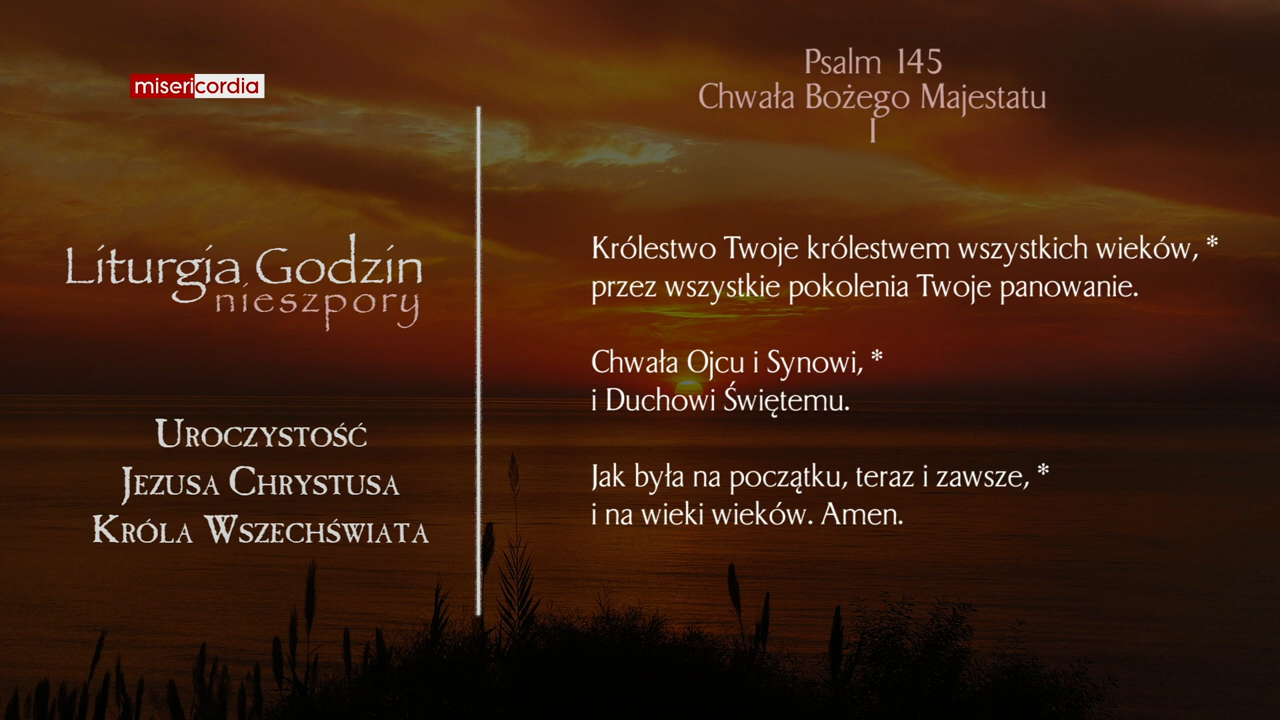 misericordia
Liturgia Godzin
nieszpory
Uroczystość
Jezusa Chrystusa
Króla Wszechświata
Psalm 145
Chwała Bożego Majestatu
I
Królestwo Twoje królestwem wszystkich wieków, *
przez wszystkie pokolenia Twoje panowanie.
Chwała Ojcu i Synowi, *
i Duchowi Świętemu.
Jak była na początku, teraz i zawsze, *
i na wieki wieków. Amen.